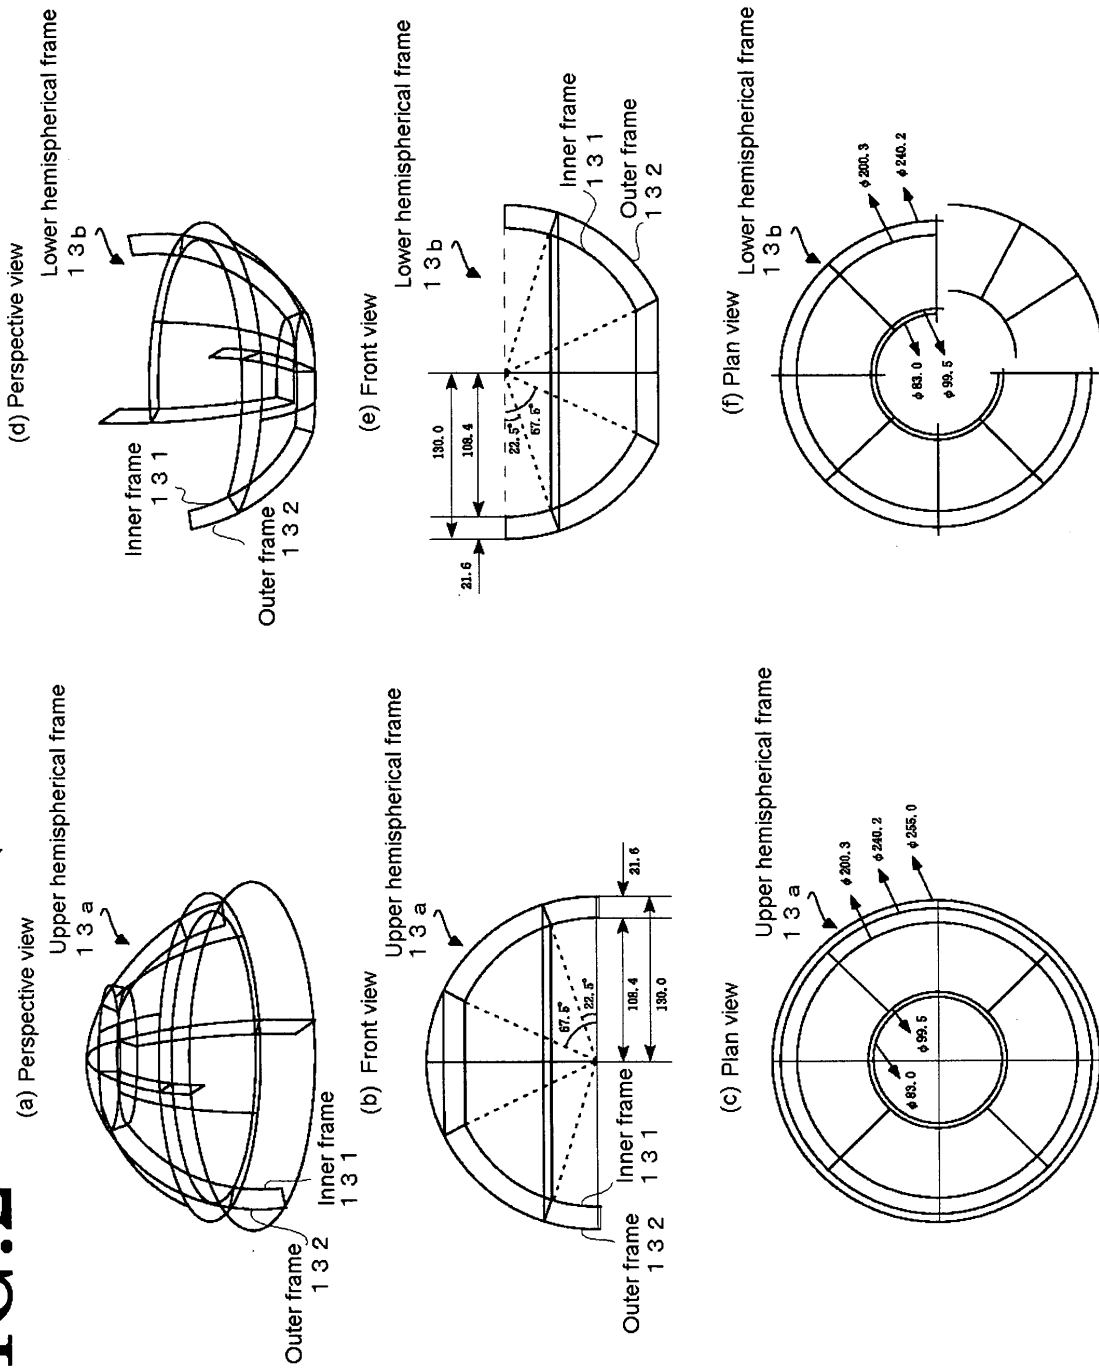 FIG.2
(a) Perspective view
Upper hemispherical frame
1 3 a
Inner frame
1 3 1
Outer frame
1 3 2
(b) Front view
Upper hemispherical frame
1 3 a
67.5°
22.5°
21.6
108.4
130.0
Inner frame
1 3 1
Outer frame
1 3 2
(c) Plan view
Upper hemispherical frame
1 3 a
φ200.3
φ240.2
φ255.0
φ99.5
φ83.0
(d) Perspective view
Lower hemispherical frame
1 3 b
Inner frame
1 3 1
Outer frame
1 3 2
(e) Front view
Lower hemispherical frame
1 3 b
130.0
108.4
21.6
22.5°
67.5°
Inner frame
1 3 1
Outer frame
1 3 2
(f) Plan view
Lower hemispherical frame
1 3 b
φ200.3
φ240.2
φ83.0
φ99.5